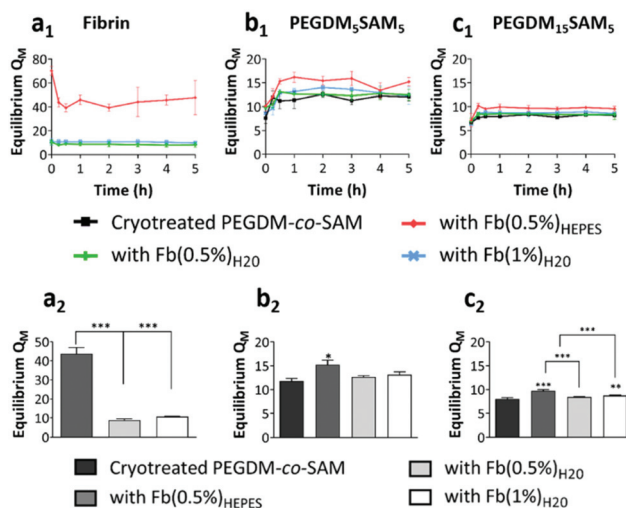 a1 Fibrin b1 PEGDM5SAM5 c1 PEGDM15SAM5
Equilibrium QM
80
60
40
20
0
0 1 2 3 4 5
Time (h)
Equilibrium QM
20
15
10
5
0
0 1 2 3 4 5
Time (h)
Equilibrium QM
20
15
10
5
0
0 1 2 3 4 5
Time (h)
Cryotreated PEGDM-co-SAM
with Fb(0.5%)HEPES
with Fb(0.5%)H20
with Fb(1%)H20
a2 b2 c2
Equilibrium QM
50
40
30
20
10
0
*** ***
Equilibrium QM
20
15
10
5
0
*
Equilibrium QM
20
15
10
5
0
***
***
*** **
Cryotreated PEGDM-co-SAM
with Fb(0.5%)H20
with Fb(0.5%)HEPES
with Fb(1%)H20